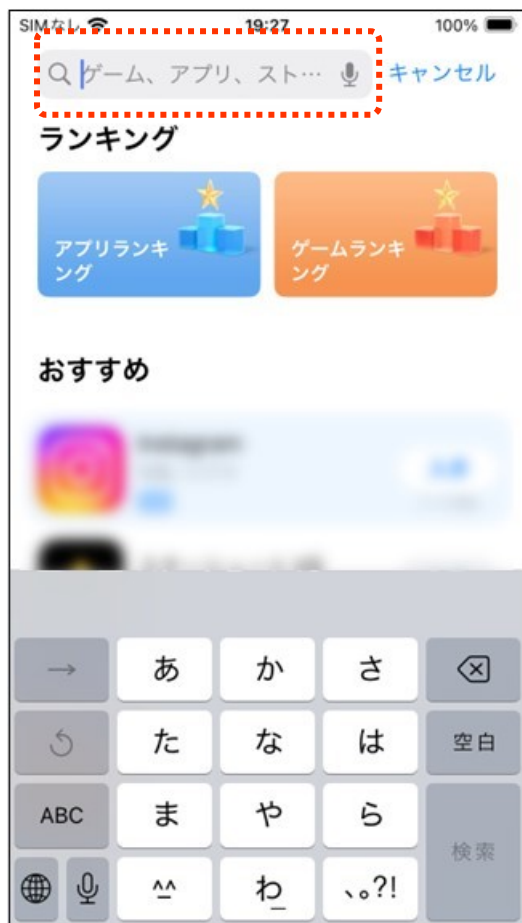 SIMなし 19:27 100%
ゲーム、アプリ、スト… キャンセル
ランキング
アプリランキ
ング
ゲームランキ
ング
おすすめ
→ あ か さ
た な は 空白
ABC ま や ら
検索
^^ わ 、。?!